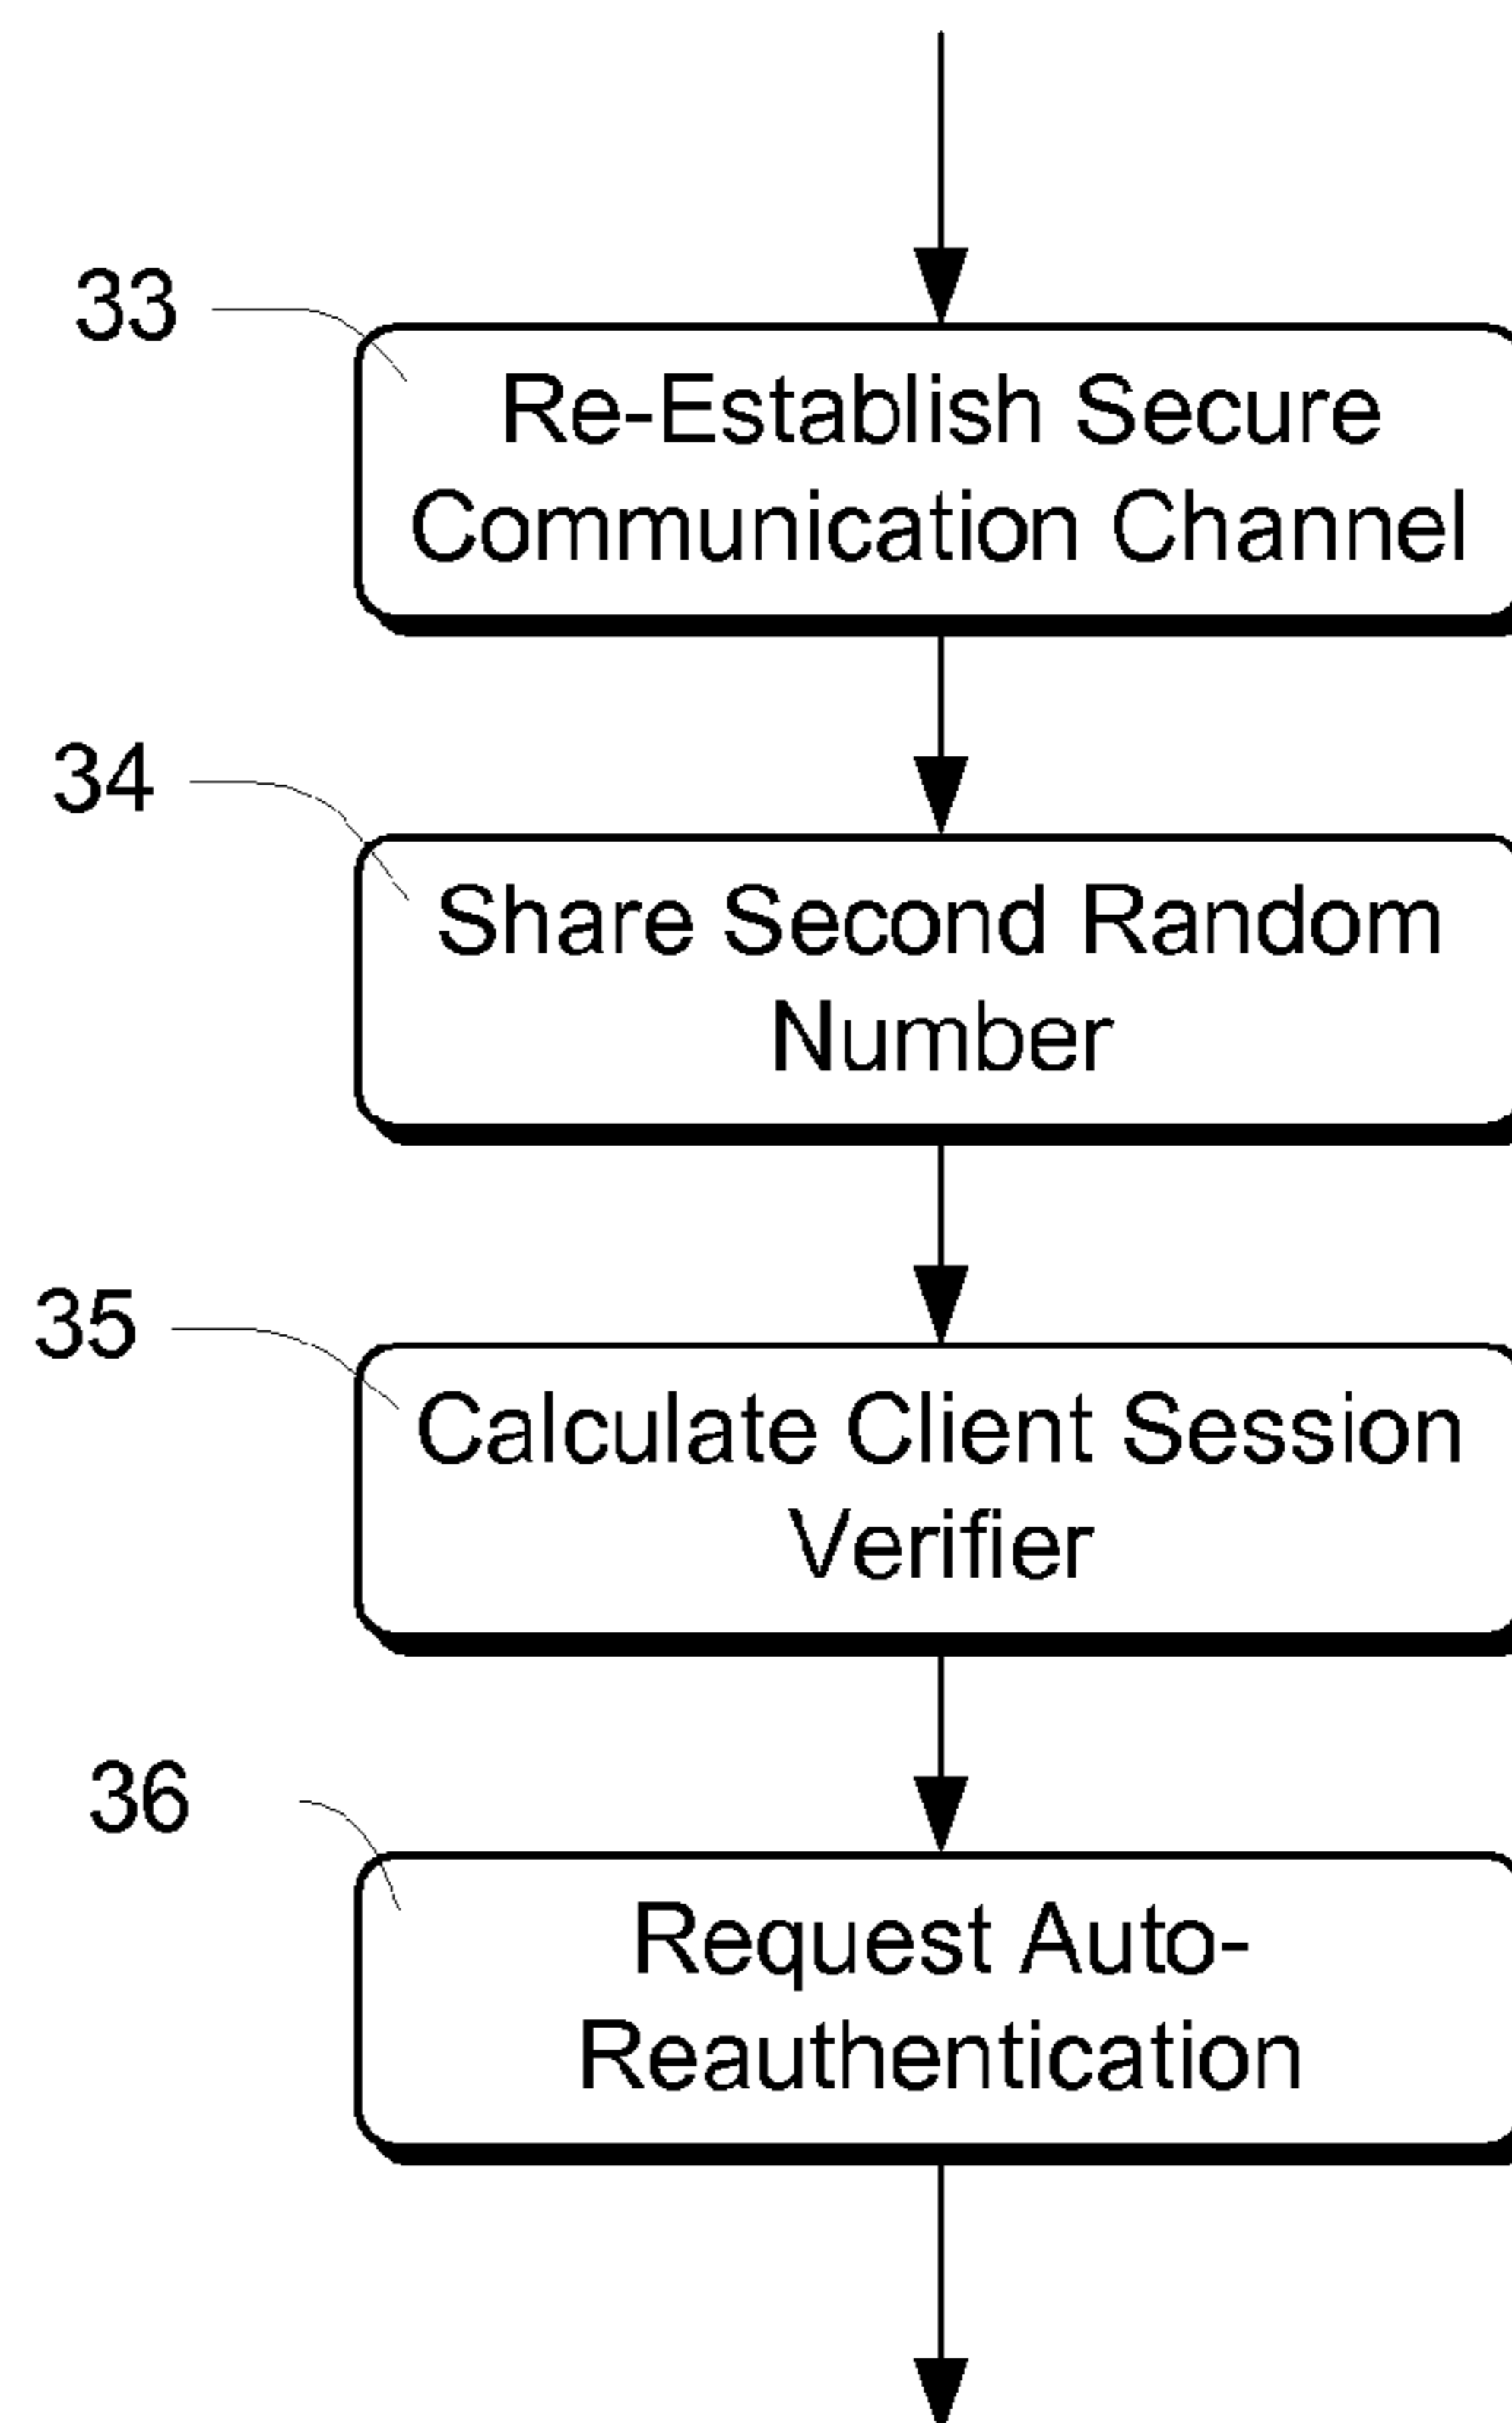 33
Re-Establish Secure
Communication Channel
34
Share Second Random
Number
35
Calculate Client Session
Verifier
36
Request Auto-
Reauthentication